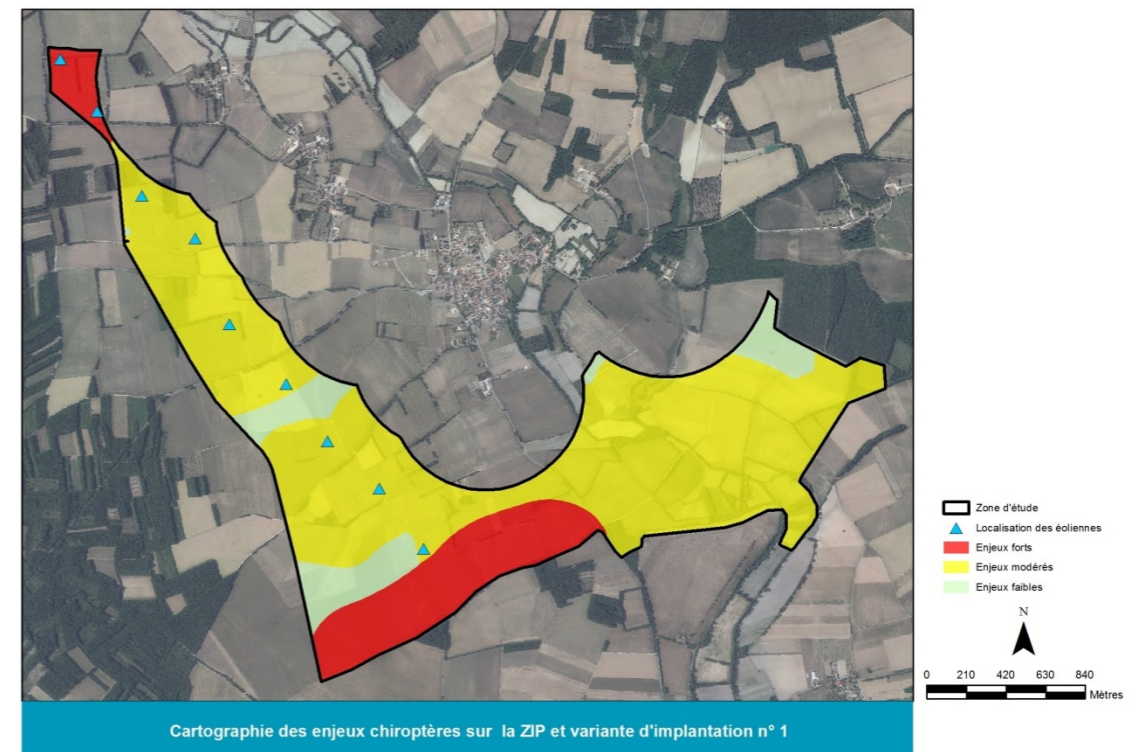 Zone d'étude
Localisation des éoliennes
Enjeux forts
Enjeux modérés
Enjeux faibles
N
0 210 420 630 840
Mètres
Cartographie des enjeux chiroptères sur la ZIP et variante d'implantation n° 1